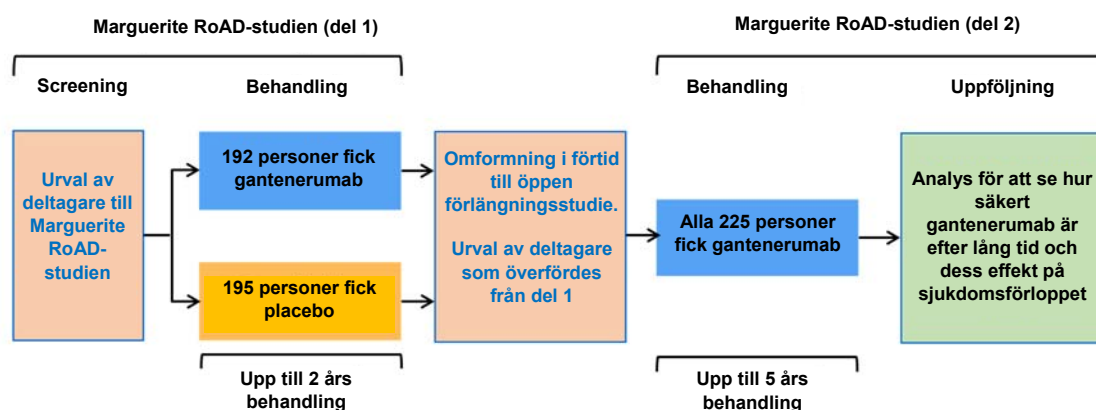 Marguerite RoAD-studien (del 1)
Marguerite RoAD-studien (del 2)
Screening
Behandling
Behandling
Uppföljning
Urval av
deltagare till
Marguerite
RoAD-
studien
192 personer fick
gantenerumab
195 personer fick
placebo
Omformning i förtid
till öppen
förlängningsstudie.
Urval av deltagare
som överfördes
från del 1
Alla 225 personer
fick gantenerumab
Analys för att se hur
säkert
gantenerumab är
efter lång tid och
dess effekt på
sjukdomsförloppet
Upp till 2 års
behandling
Upp till 5 års
behandling